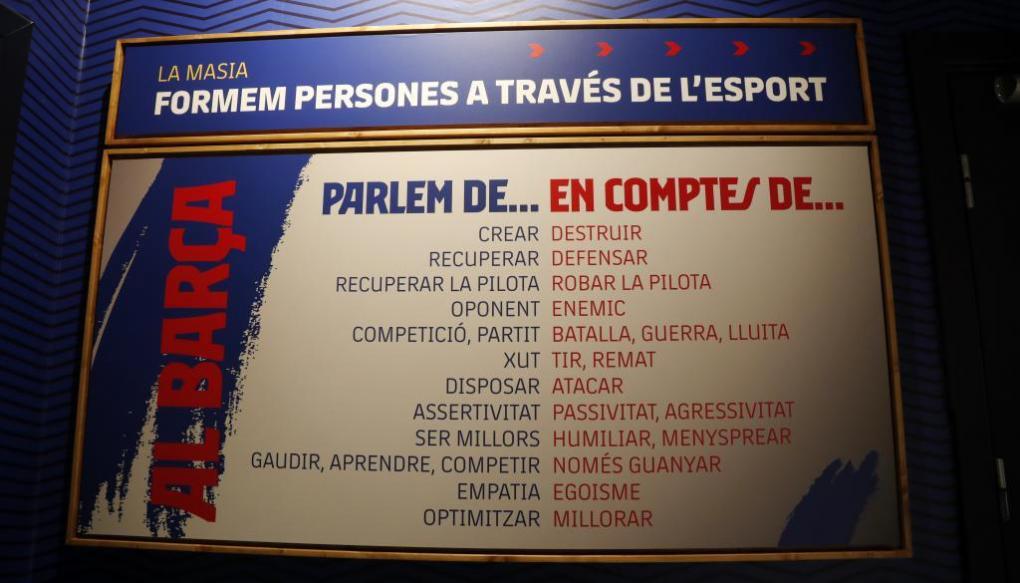 LA MASIA
FORMEM PERSONES A TRAVÉS DE L'ESPORT
AL BARÇA
PARLEM DE... EN COMPTES DE...
CREAR DESTRUIR
RECUPERAR DEFENSAR
RECUPERAR LA PILOTA ROBAR LA PILOTA
OPONENT ENEMIC
COMPETICIÓ, PARTIT BATALLA, GUERRA, LLUITA
XUT TIR, REMAT
DISPOSAR ATACAR
ASSERTIVITAT PASSIVITAT, AGRESSIVITAT
SER MILLORS HUMILIAR, MENYSPREAR
GAUDIR, APRENDRE, COMPETIR NOMÉS GUANYAR
EMPATIA EGOISME
OPTIMITZAR MILLORAR